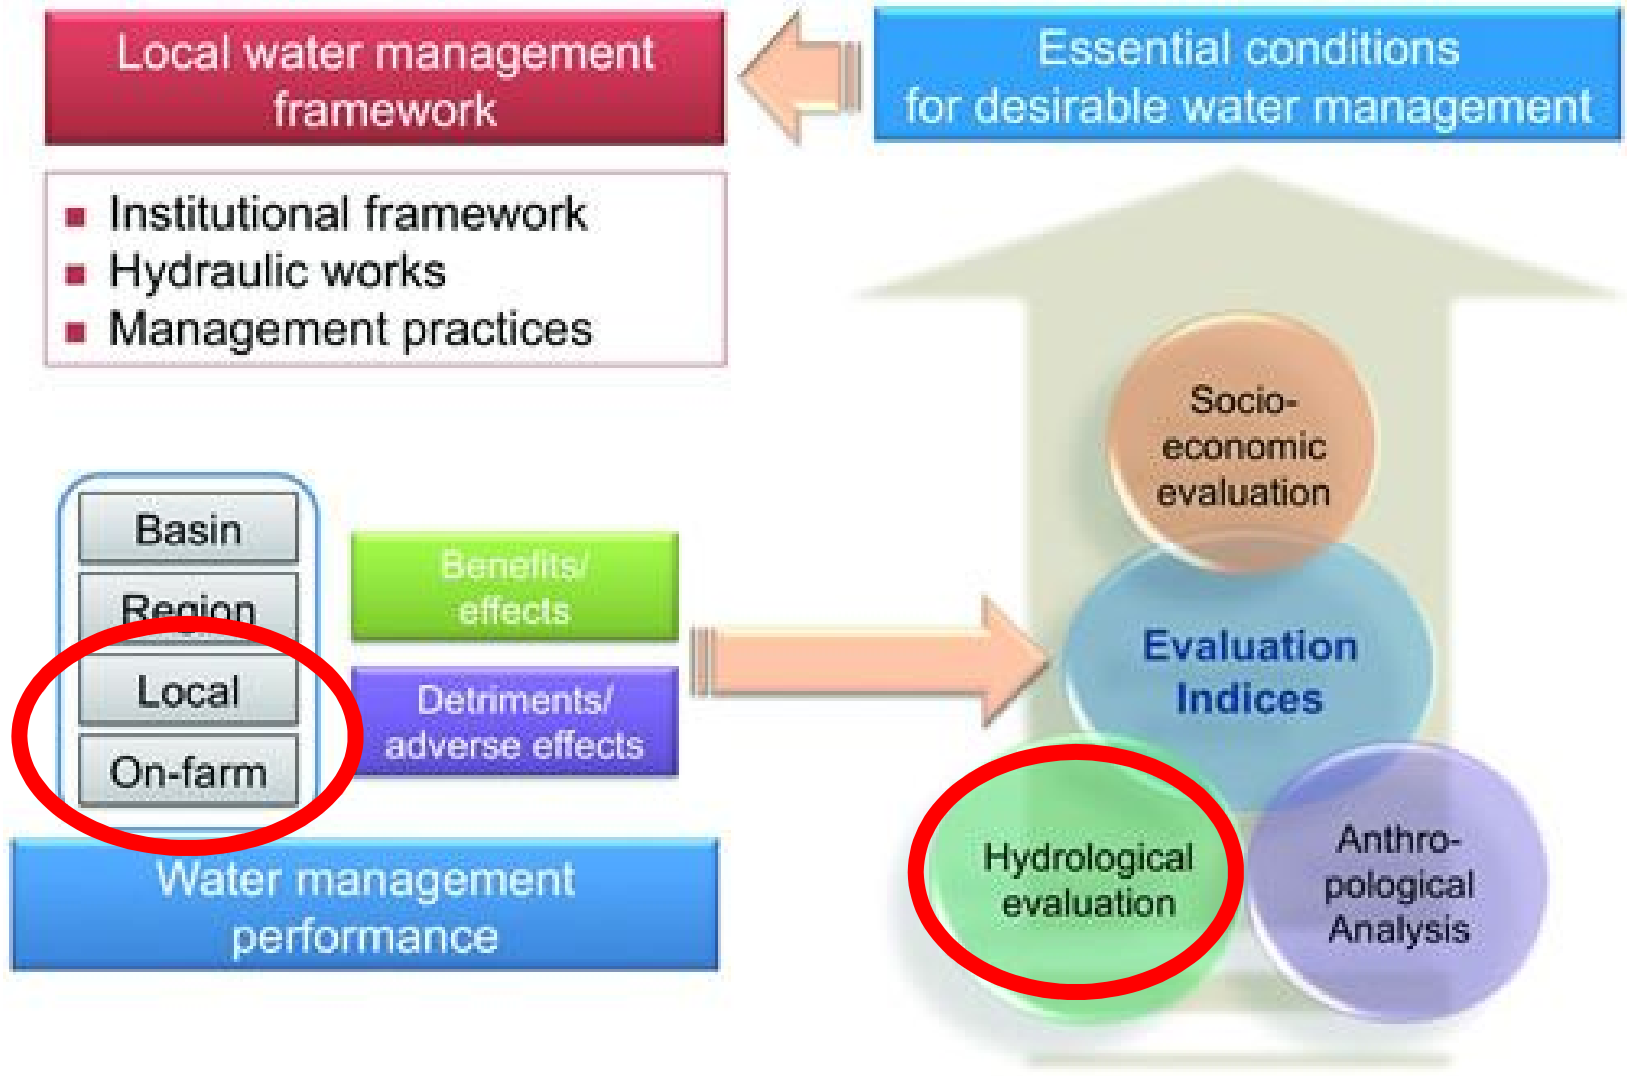 Local water management
framework
Essential conditions
for desirable water management
Institutional framework
Hydraulic works
Management practices
Socio-
economic
evaluation
Basin
Region
Local
On-farm
Benefits/
effects
Detriments/
adverse effects
Evaluation
Indices
Hydrological
evaluation
Anthro-
pological
Analysis
Water management
performance